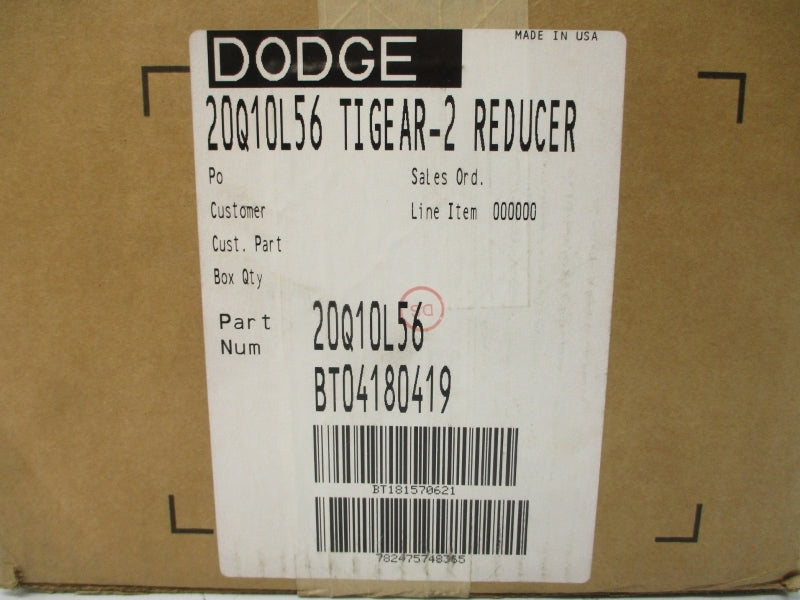 DODGE
MADE IN USA
20Q10L56 TIGEAR-2 REDUCER
Po
Sales Ord.
Customer
Line Item 000000
Cust. Part
Box Qty
Part Num
20Q10L56
DS
BT04180419
BT181570621
782475748365